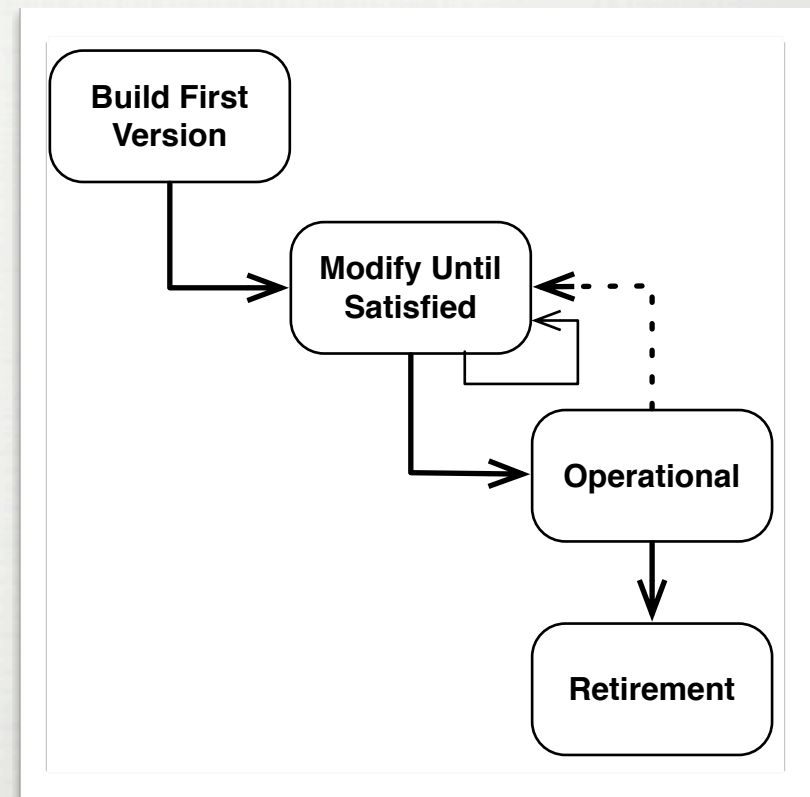 Build First
Version
Modify Until
Satisfied
Operational
Retirement